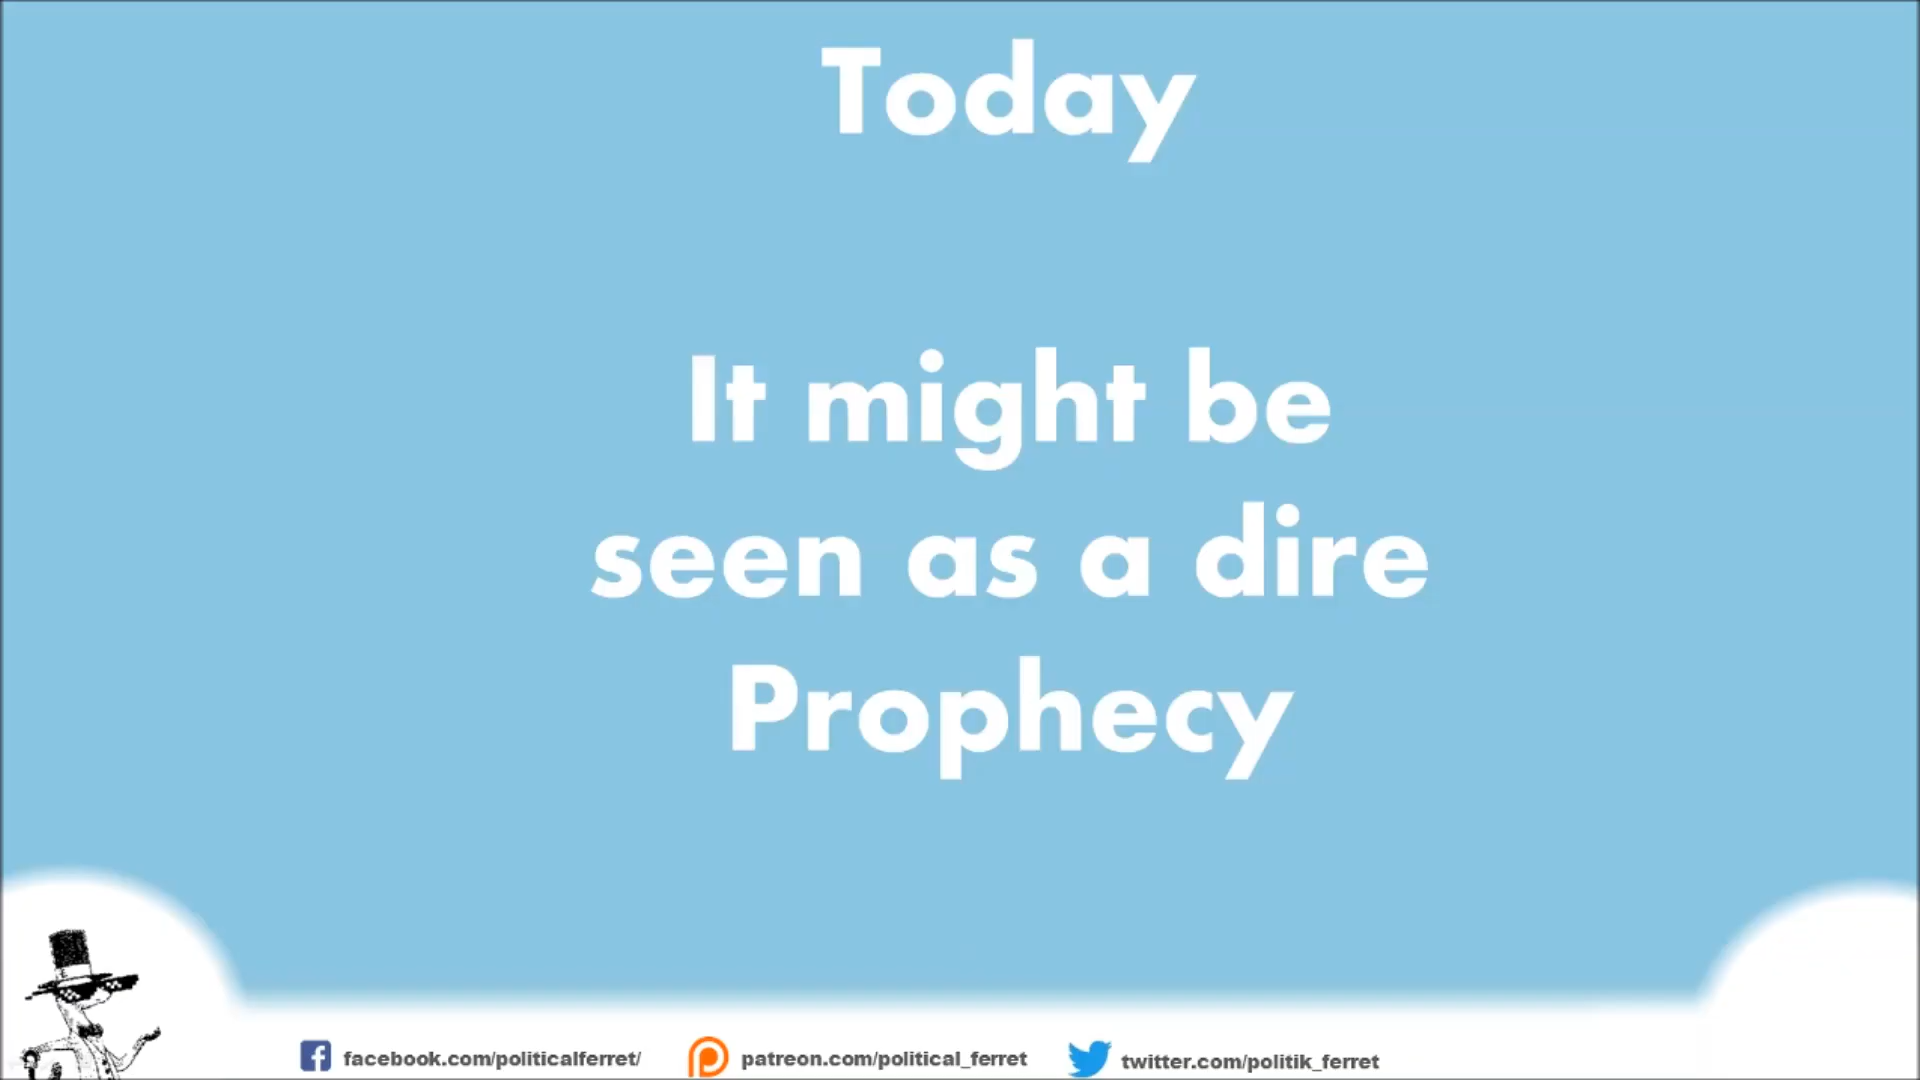 Today
It might be
seen as a dire
Prophecy
facebook.com/politicalferret/
patreon.com/political_ferret
twitter.com/politik_ferret